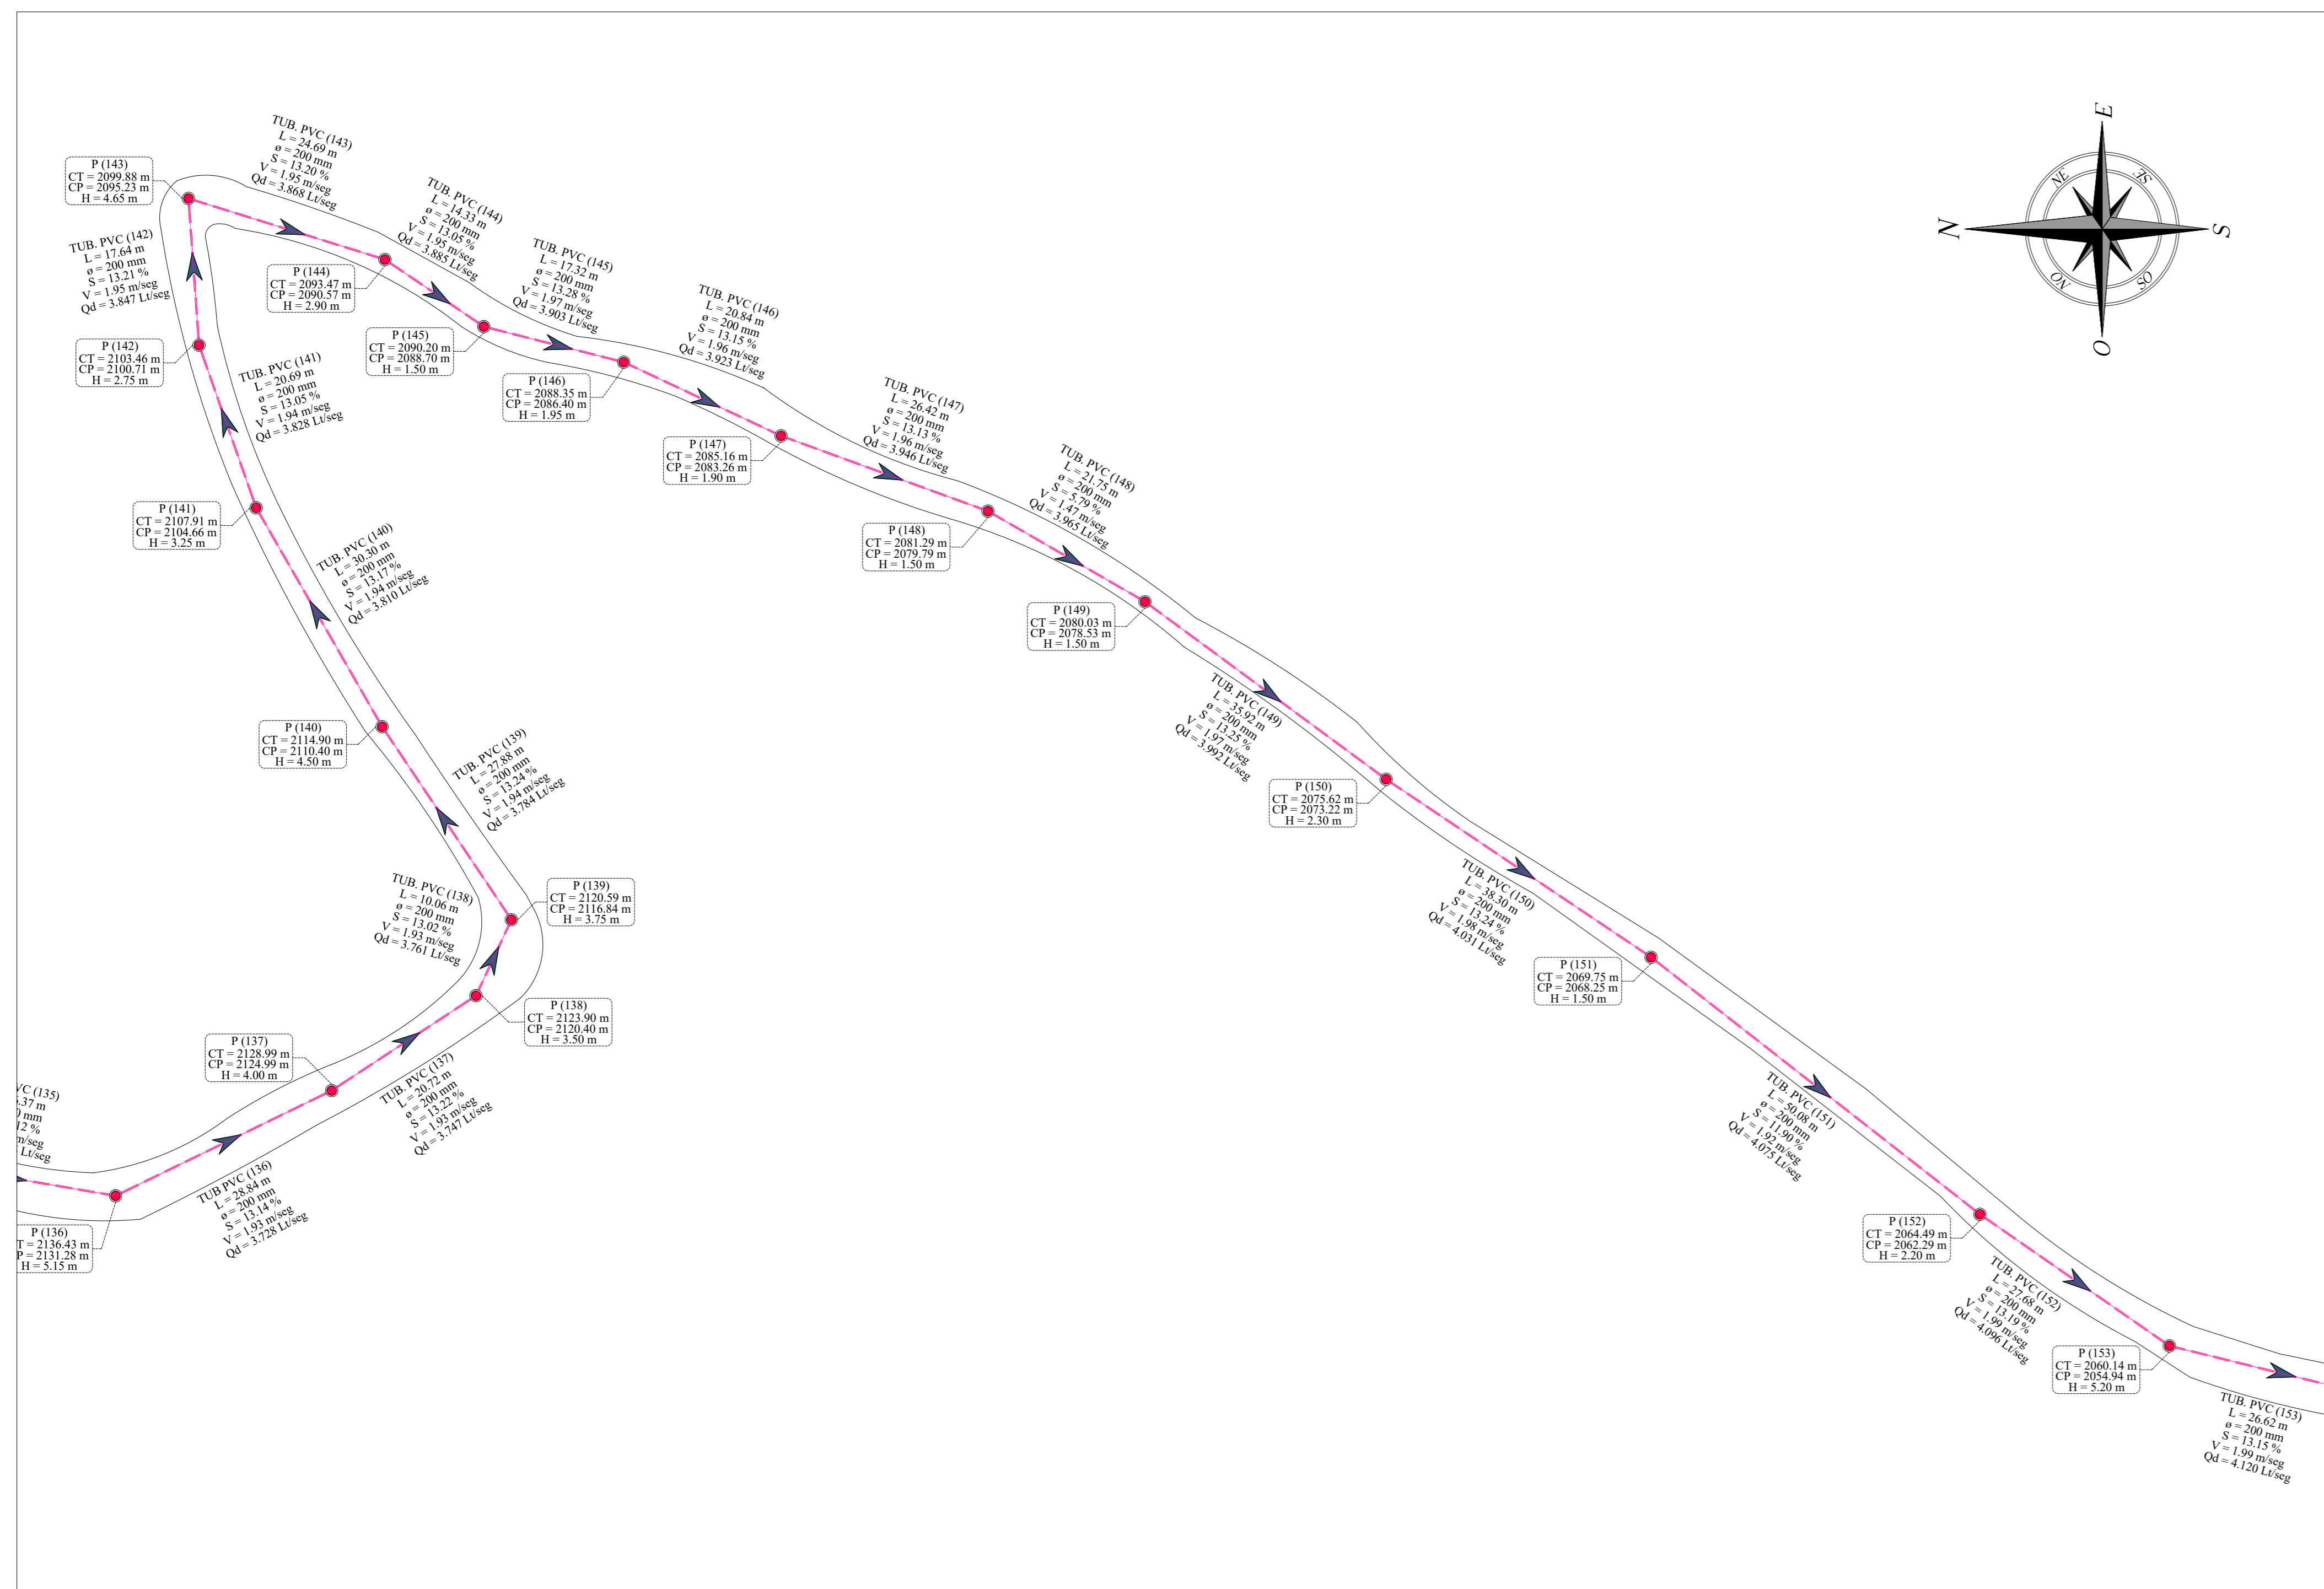 TUB. PVC (143)
L = 24.69 m
ø = 200 mm
S = 13.20 %
V = 1.95 m/seg
Qd = 3.868 Lt/seg
P (143)
CT = 2099.88 m
CP = 2095.23 m
H = 4.65 m
TUB. PVC (144)
L = 14.33 m
ø = 200 mm
S = 13.05 %
V = 1.95 m/seg
Qd = 3.885 Lt/seg
TUB. PVC (142)
L = 17.64 m
ø = 200 mm
S = 13.21 %
V = 1.95 m/seg
Qd = 3.847 Lt/seg
P (144)
CT = 2093.47 m
CP = 2090.57 m
H = 2.90 m
TUB. PVC (145)
L = 17.32 m
ø = 200 mm
S = 13.28 %
V = 1.97 m/seg
Qd = 3.903 Lt/seg
TUB. PVC (146)
L = 20.84 m
ø = 200 mm
S = 13.15 %
V = 1.96 m/seg
Qd = 3.923 Lt/seg
E
NE
SE
N
S
NO
SO
O
P (142)
CT = 2103.46 m
CP = 2100.71 m
H = 2.75 m
P (145)
CT = 2090.20 m
CP = 2088.70 m
H = 1.50 m
TUB. PVC (141)
L = 20.69 m
ø = 200 mm
S = 13.05 %
V = 1.94 m/seg
Qd = 3.828 Lt/seg
P (146)
CT = 2088.35 m
CP = 2086.40 m
H = 1.95 m
TUB. PVC (147)
L = 26.42 m
ø = 200 mm
S = 13.13 %
V = 1.96 m/seg
Qd = 3.946 Lt/seg
P (147)
CT = 2085.16 m
CP = 2083.26 m
H = 1.90 m
TUB. PVC (148)
L = 21.75 m
ø = 200 mm
S = 5.79 %
V = 1.47 m/seg
Qd = 3.965 Lt/seg
P (141)
CT = 2107.91 m
CP = 2104.66 m
H = 3.25 m
P (148)
CT = 2081.29 m
CP = 2079.79 m
H = 1.50 m
TUB. PVC (140)
L = 30.30 m
ø = 200 mm
S = 13.17 %
V = 1.94 m/seg
Qd = 3.810 Lt/seg
P (149)
CT = 2080.03 m
CP = 2078.53 m
H = 1.50 m
TUB. PVC (149)
L = 35.92 m
ø = 200 mm
S = 13.25 %
V = 1.97 m/seg
Qd = 3.992 Lt/seg
P (140)
CT = 2114.90 m
CP = 2110.40 m
H = 4.50 m
TUB. PVC (139)
L = 27.88 m
ø = 200 mm
S = 13.24 %
V = 1.94 m/seg
Qd = 3.784 Lt/seg
P (150)
CT = 2075.62 m
CP = 2073.22 m
H = 2.30 m
TUB. PVC (138)
L = 10.06 m
ø = 200 mm
S = 13.02 %
V = 1.93 m/seg
Qd = 3.761 Lt/seg
P (139)
CT = 2120.59 m
CP = 2116.84 m
H = 3.75 m
TUB. PVC (150)
L = 38.30 m
ø = 200 mm
S = 13.24 %
V = 1.98 m/seg
Qd = 4.031 Lt/seg
P (151)
CT = 2069.75 m
CP = 2068.25 m
H = 1.50 m
P (138)
CT = 2123.90 m
CP = 2120.40 m
H = 3.50 m
P (137)
CT = 2128.99 m
CP = 2124.99 m
H = 4.00 m
TUB. PVC (137)
L = 20.72 m
ø = 200 mm
S = 13.22 %
V = 1.93 m/seg
Qd = 3.747 Lt/seg
VC (135)
.37 m
0 mm
12 %
m/seg
Lt/seg
TUB. PVC (151)
L = 50.08 m
ø = 200 mm
S = 11.90 %
V = 1.92 m/seg
Qd = 4.075 Lt/seg
TUB PVC (136)
L = 28.84 m
ø = 200 mm
S = 13.14 %
V = 1.93 m/seg
Qd = 3.728 Lt/seg
P (136)
T = 2136.43 m
P = 2131.28 m
H = 5.15 m
P (152)
CT = 2064.49 m
CP = 2062.29 m
H = 2.20 m
TUB. PVC (152)
L = 27.68 m
ø = 200 mm
S = 13.19 %
V = 1.99 m/seg
Qd = 4.096 Lt/seg
P (153)
CT = 2060.14 m
CP = 2054.94 m
H = 5.20 m
TUB. PVC (153)
L = 26.62 m
ø = 200 mm
S = 13.15 %
V = 1.99 m/seg
Qd = 4.120 Lt/seg